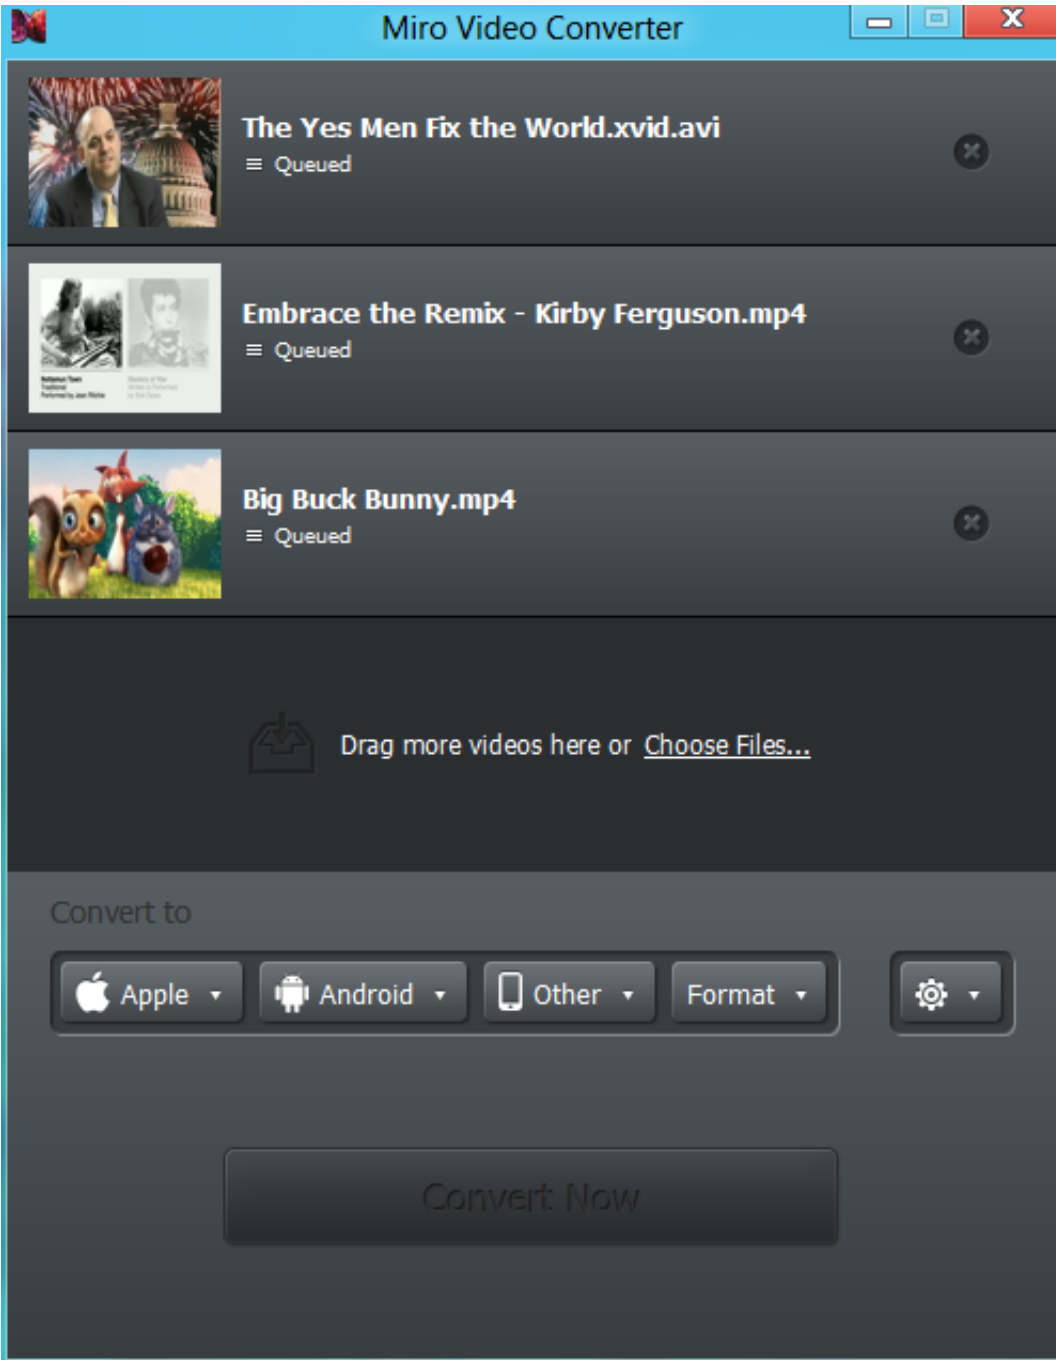 Miro Video Converter
The Yes Men Fix the World.xvid.avi
Queued
Embrace the Remix - Kirby Ferguson.mp4
Queued
Big Buck Bunny.mp4
Queued
Drag more videos here or Choose Files...
Convert to
Apple
Android
Other
Format
Convert Now